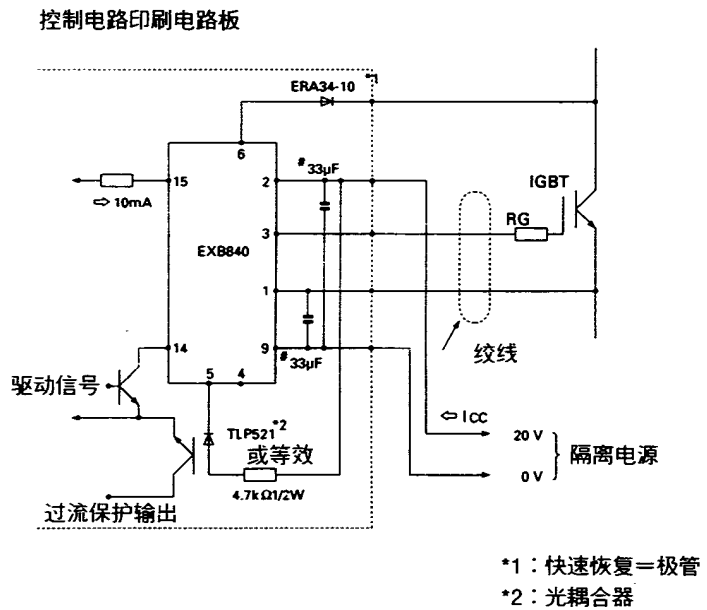 控制电路印刷电路板
ERA34-10
*1
6
15
2
#33μF
⇨10mA
IGBT
3
RG
EXB840
1
14
9
#33μF
5
4
绞线
驱动信号
TLP521*2
或等效
⇦ICC
20 V
0 V
隔离电源
4.7kΩ1/2W
过流保护输出
*1：快速恢复＝极管
*2：光耦合器